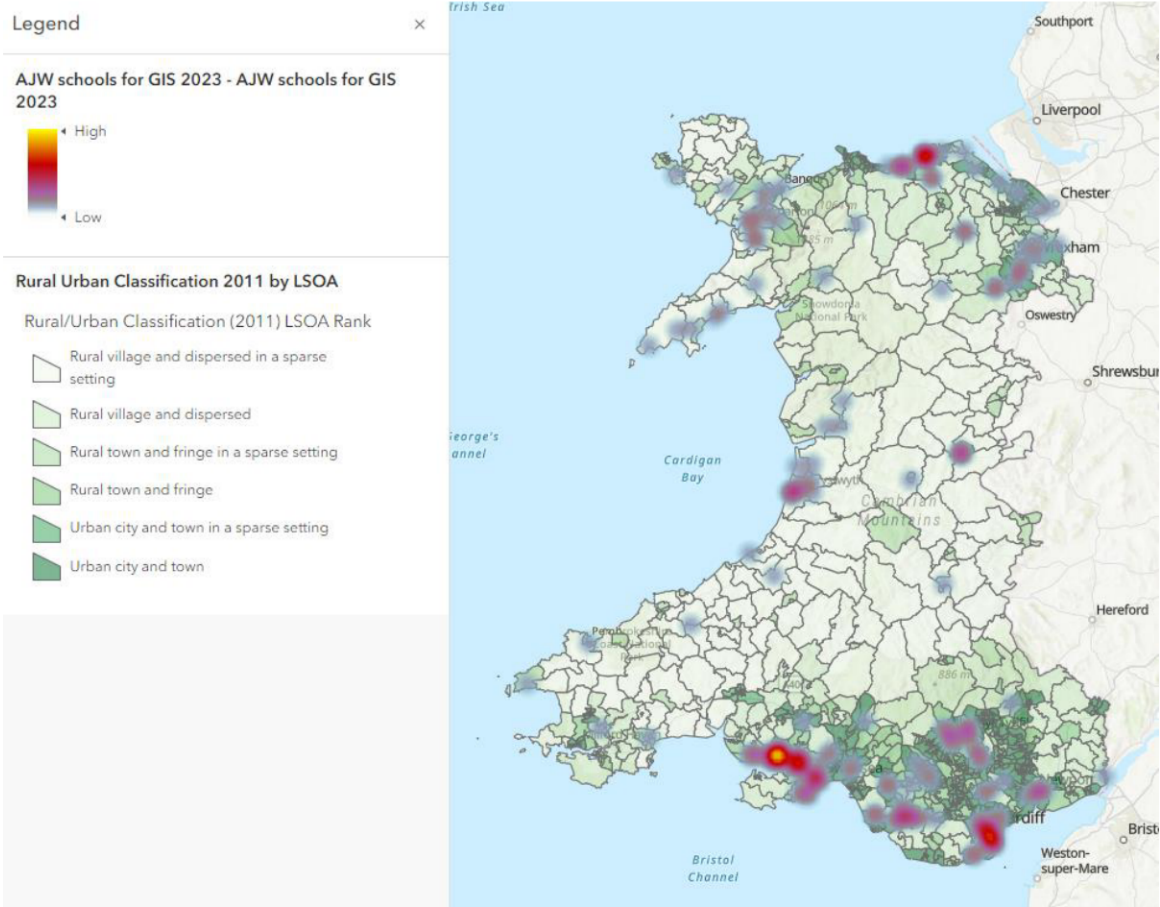 Legend
×
AJW schools for GIS 2023 - AJW schools for GIS
2023
High
Low
Rural Urban Classification 2011 by LSOA
Rural/Urban Classification (2011) LSOA Rank
Rural village and dispersed in a sparse
setting
Rural village and dispersed
Rural town and fringe in a sparse setting
Rural town and fringe
Urban city and town in a sparse setting
Urban city and town
Irish Sea
Southport
Liverpool
Chester
Oswestry
Snowdonia
National Park
Shrewsbur
Cardigan
Bay
Cambrian
Mountains
Hereford
Park
886 m
Bristol
Channel
Weston-
super-Mare